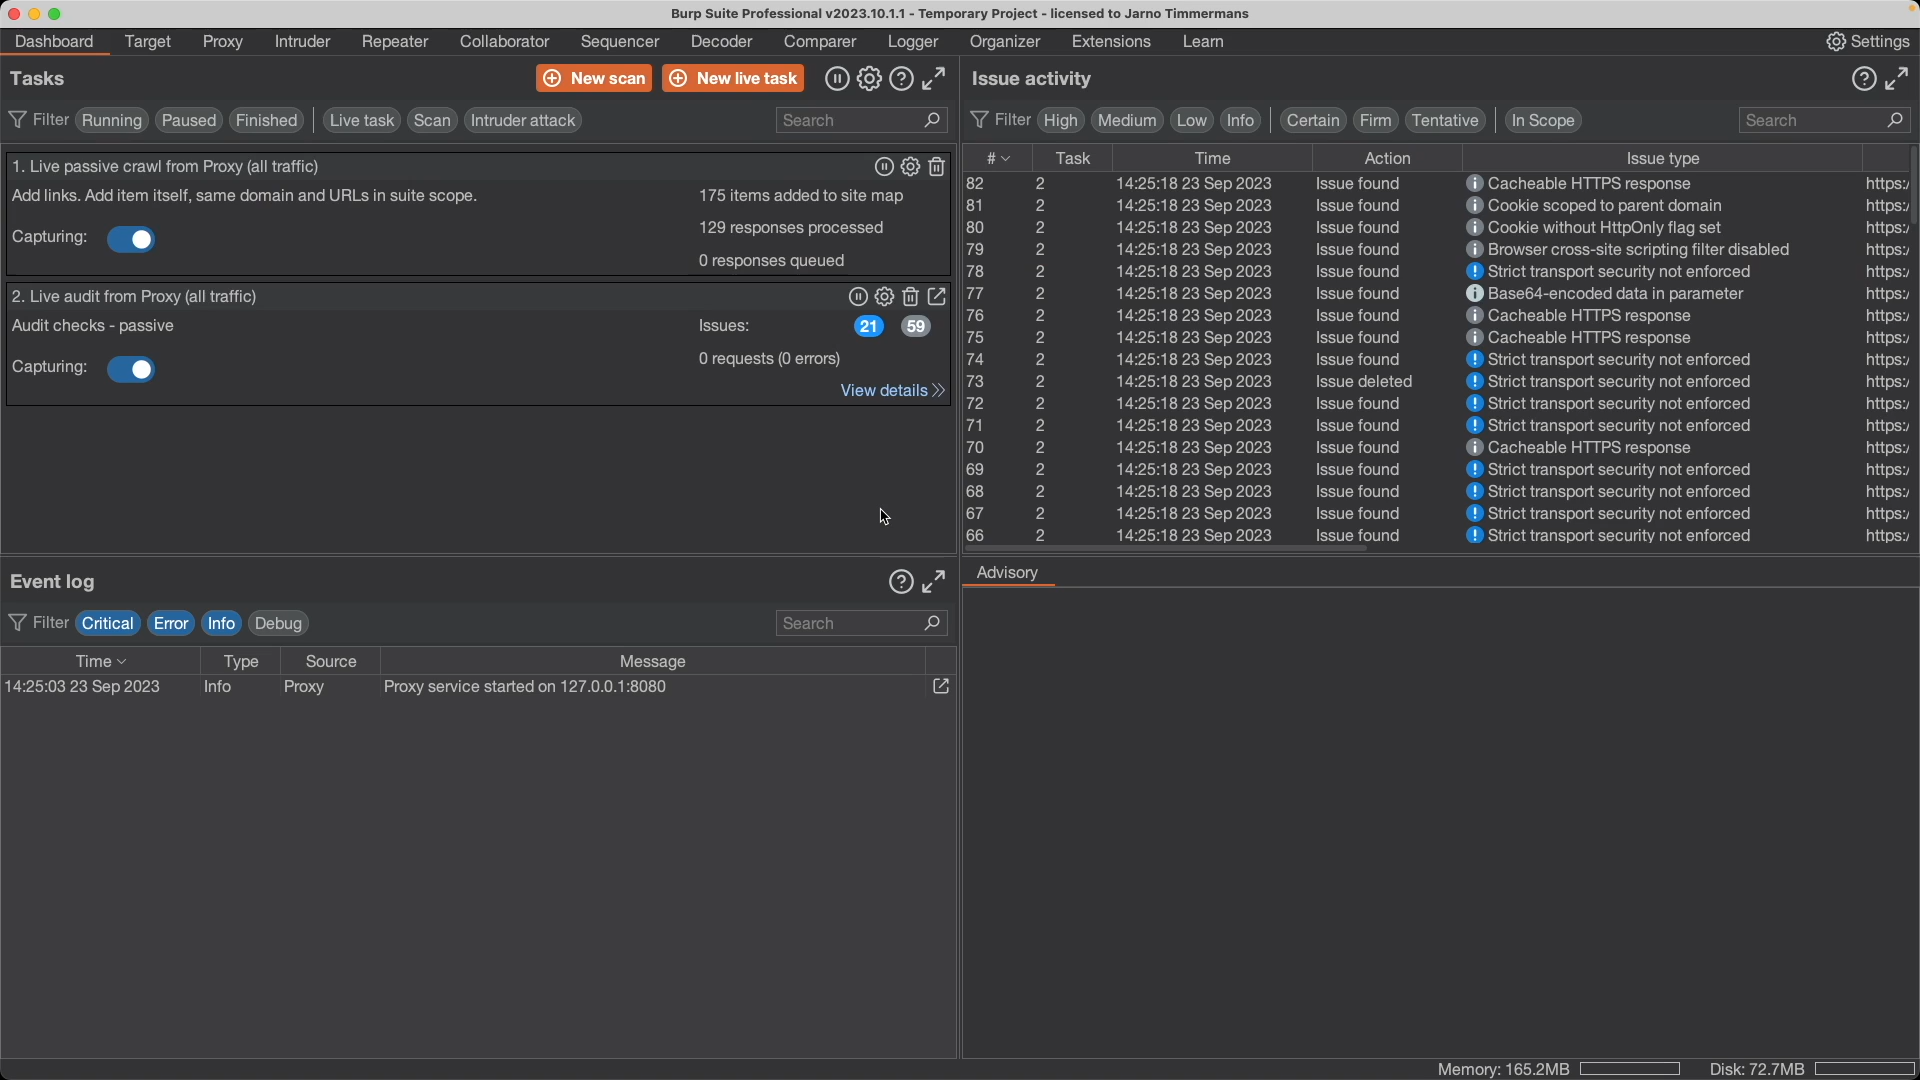 Burp Suite Professional v2023.10.1.1 - Temporary Project - licensed to Jarno Timmermans
Dashboard Target Proxy Intruder Repeater Collaborator Sequencer Decoder Comparer Logger Organizer Extensions Learn Settings
Tasks New scan New live task
Filter Running Paused Finished Live task Scan Intruder attack Search
1. Live passive crawl from Proxy (all traffic)
Add links. Add item itself, same domain and URLs in suite scope. 175 items added to site map
129 responses processed
Capturing:
0 responses queued
2. Live audit from Proxy (all traffic)
Audit checks - passive Issues: 21 59
0 requests (0 errors)
Capturing:
View details
Issue activity
Filter High Medium Low Info Certain Firm Tentative In Scope Search
# Task Time Action Issue type
82 2 14:25:18 23 Sep 2023 Issue found Cacheable HTTPS response https:/
81 2 14:25:18 23 Sep 2023 Issue found Cookie scoped to parent domain https:/
80 2 14:25:18 23 Sep 2023 Issue found Cookie without HttpOnly flag set https:/
79 2 14:25:18 23 Sep 2023 Issue found Browser cross-site scripting filter disabled https:/
78 2 14:25:18 23 Sep 2023 Issue found Strict transport security not enforced https:/
77 2 14:25:18 23 Sep 2023 Issue found Base64-encoded data in parameter https:/
76 2 14:25:18 23 Sep 2023 Issue found Cacheable HTTPS response https:/
75 2 14:25:18 23 Sep 2023 Issue found Cacheable HTTPS response https:/
74 2 14:25:18 23 Sep 2023 Issue found Strict transport security not enforced https:/
73 2 14:25:18 23 Sep 2023 Issue deleted Strict transport security not enforced https:/
72 2 14:25:18 23 Sep 2023 Issue found Strict transport security not enforced https:/
71 2 14:25:18 23 Sep 2023 Issue found Strict transport security not enforced https:/
70 2 14:25:18 23 Sep 2023 Issue found Cacheable HTTPS response https:/
69 2 14:25:18 23 Sep 2023 Issue found Strict transport security not enforced https:/
68 2 14:25:18 23 Sep 2023 Issue found Strict transport security not enforced https:/
67 2 14:25:18 23 Sep 2023 Issue found Strict transport security not enforced https:/
66 2 14:25:18 23 Sep 2023 Issue found Strict transport security not enforced https:/
Event log
Filter Critical Error Info Debug Search
Time Type Source Message
14:25:03 23 Sep 2023 Info Proxy Proxy service started on 127.0.0.1:8080
Advisory
Memory: 165.2MB Disk: 72.7MB